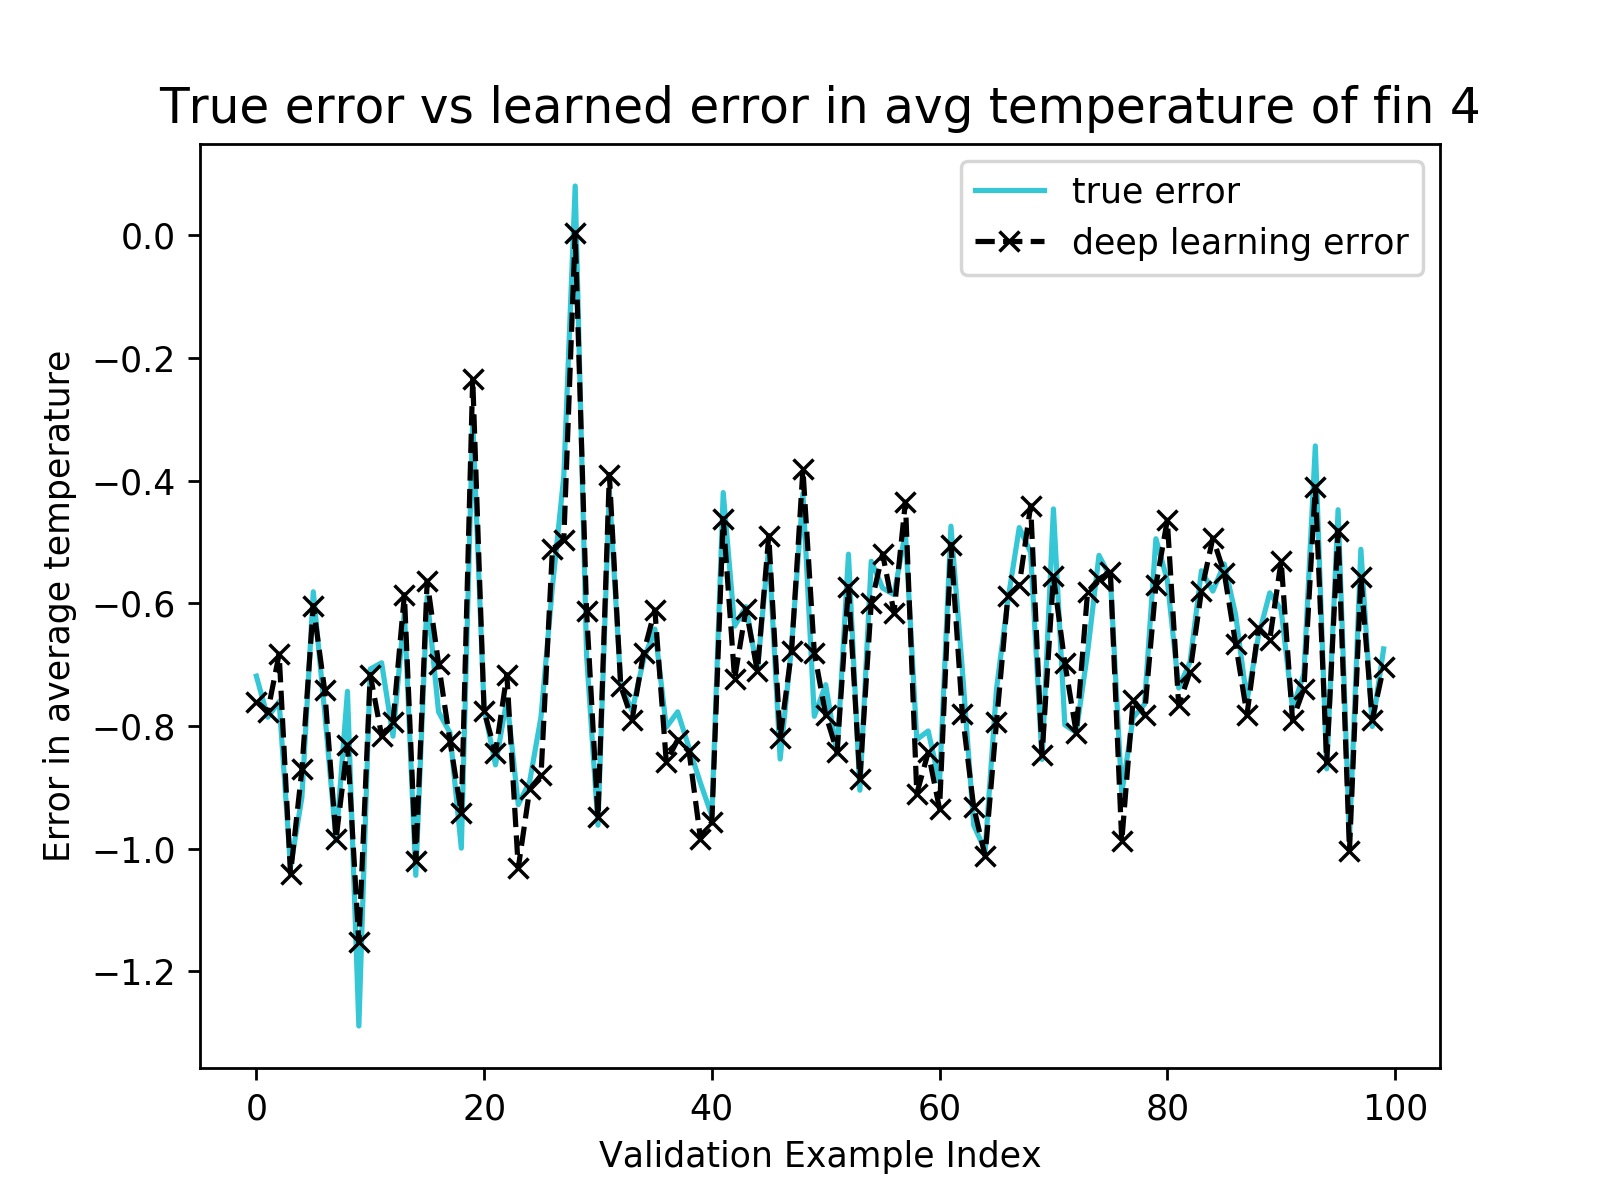 True error vs learned error in avg temperature of fin 4
true error
deep learning error
Error in average temperature
0.0
−0.2
−0.4
−0.6
−0.8
−1.0
−1.2
0 20 40 60 80 100
Validation Example Index